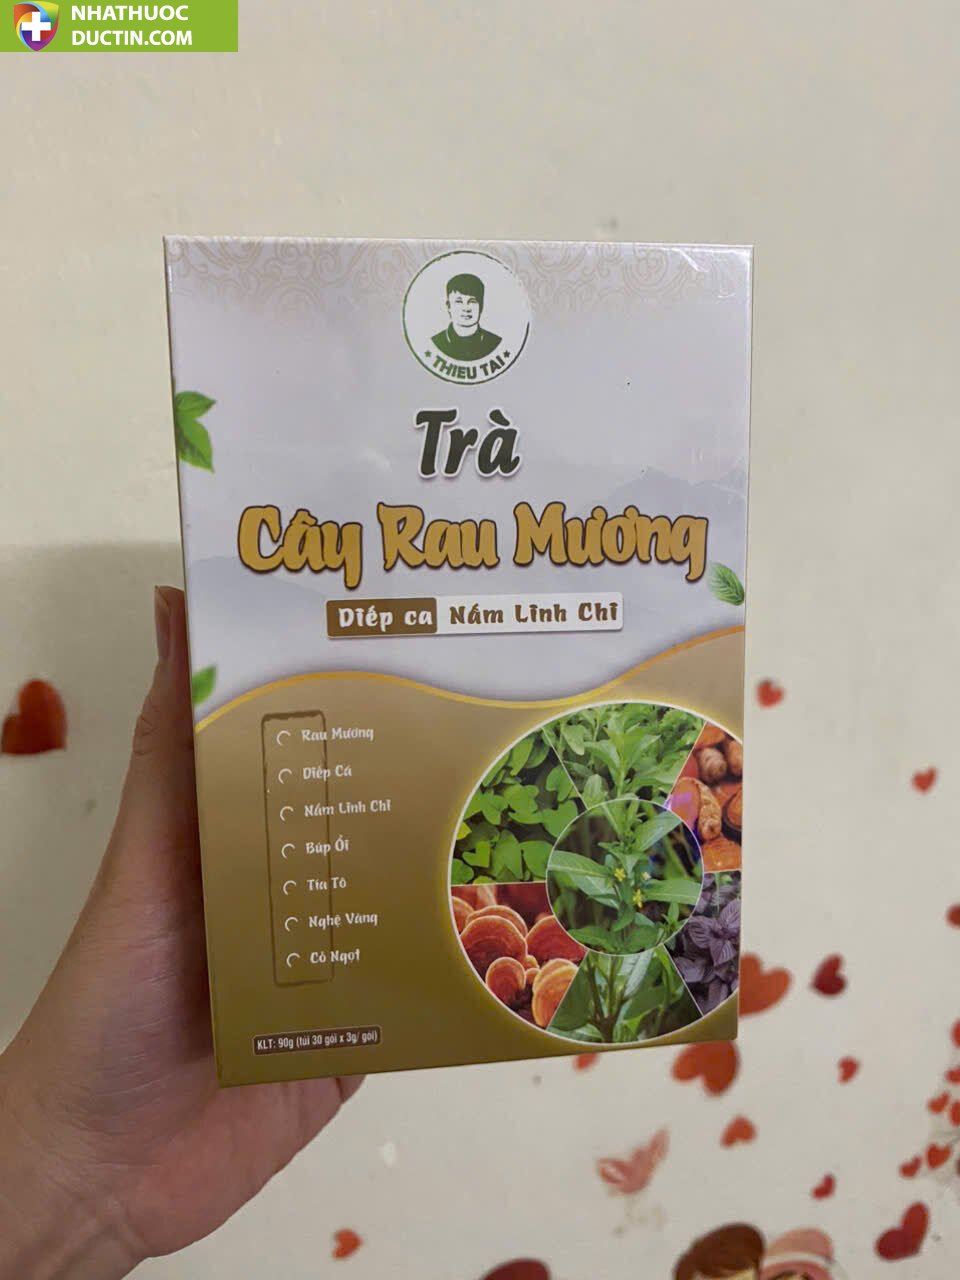 NHATHUOC
DUCTIN.COM
★ THIEU TAI ★
Trà
Cây Rau Mương
Diếp ca Nấm Linh Chi
Rau Mương
Diếp Cá
Nấm Linh Chi
Búp Ổi
Tía Tô
Nghệ Vàng
Cỏ Ngọt
KLT: 90g (túi 30 gói x 3g/ gói)